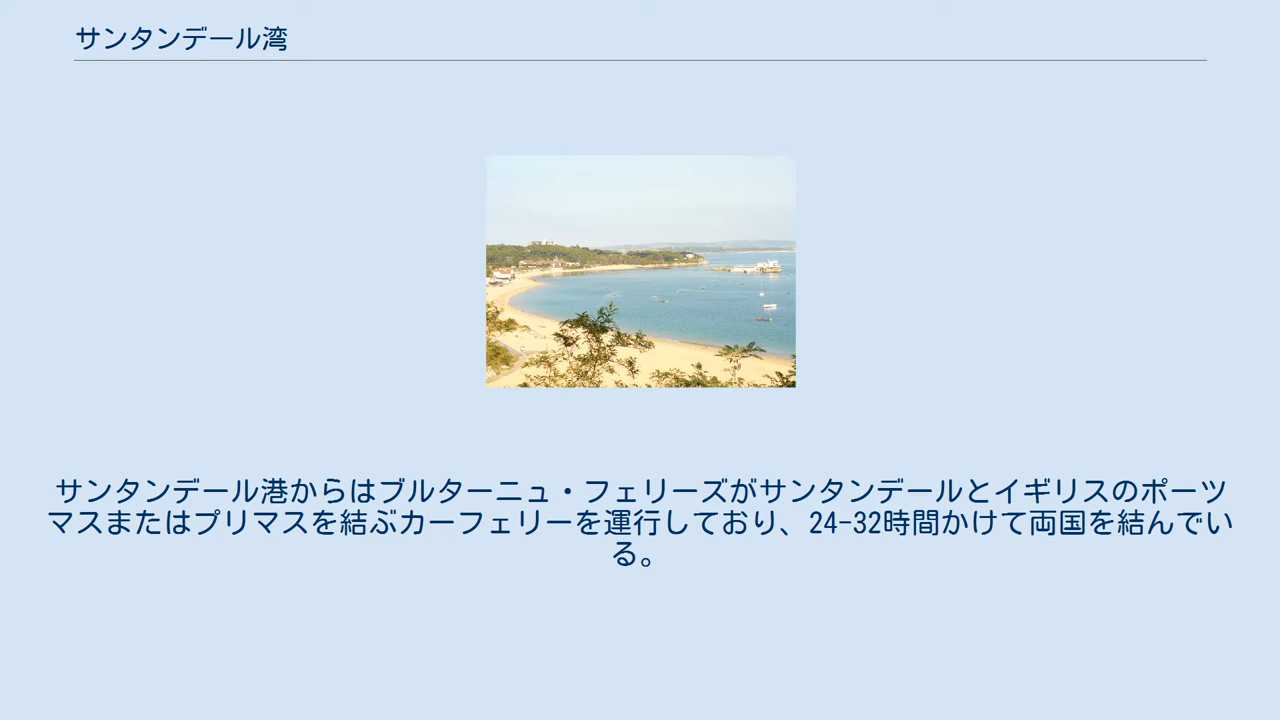 サンタンデール湾
サンタンデール港からはブルターニュ・フェリーズがサンタンデールとイギリスのポーツ
マスまたはプリマスを結ぶカーフェリーを運行しており、24-32時間かけて両国を結んでい
る。